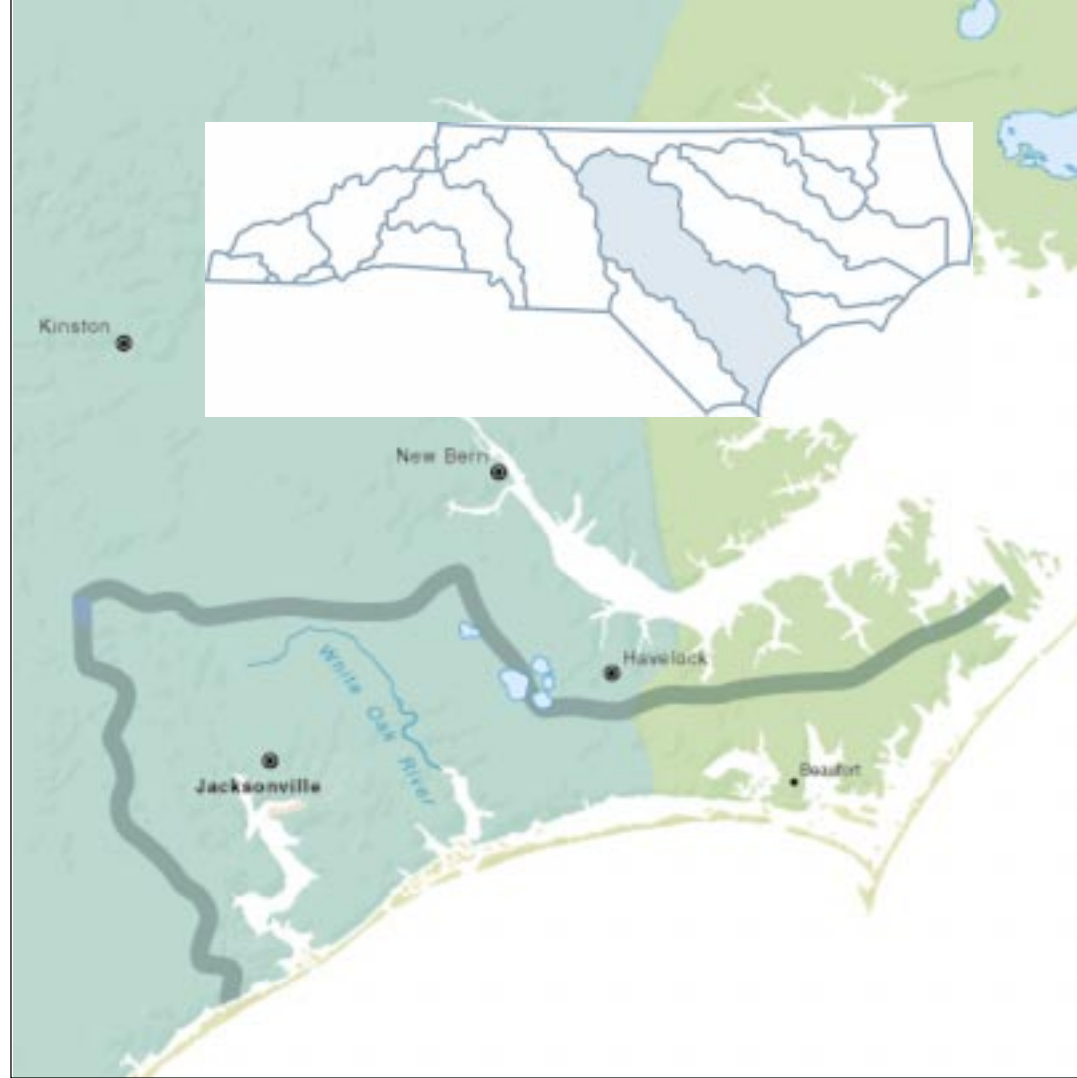 Kinston
New Bern
Havelock
White Oak River
Jacksonville
Beaufort